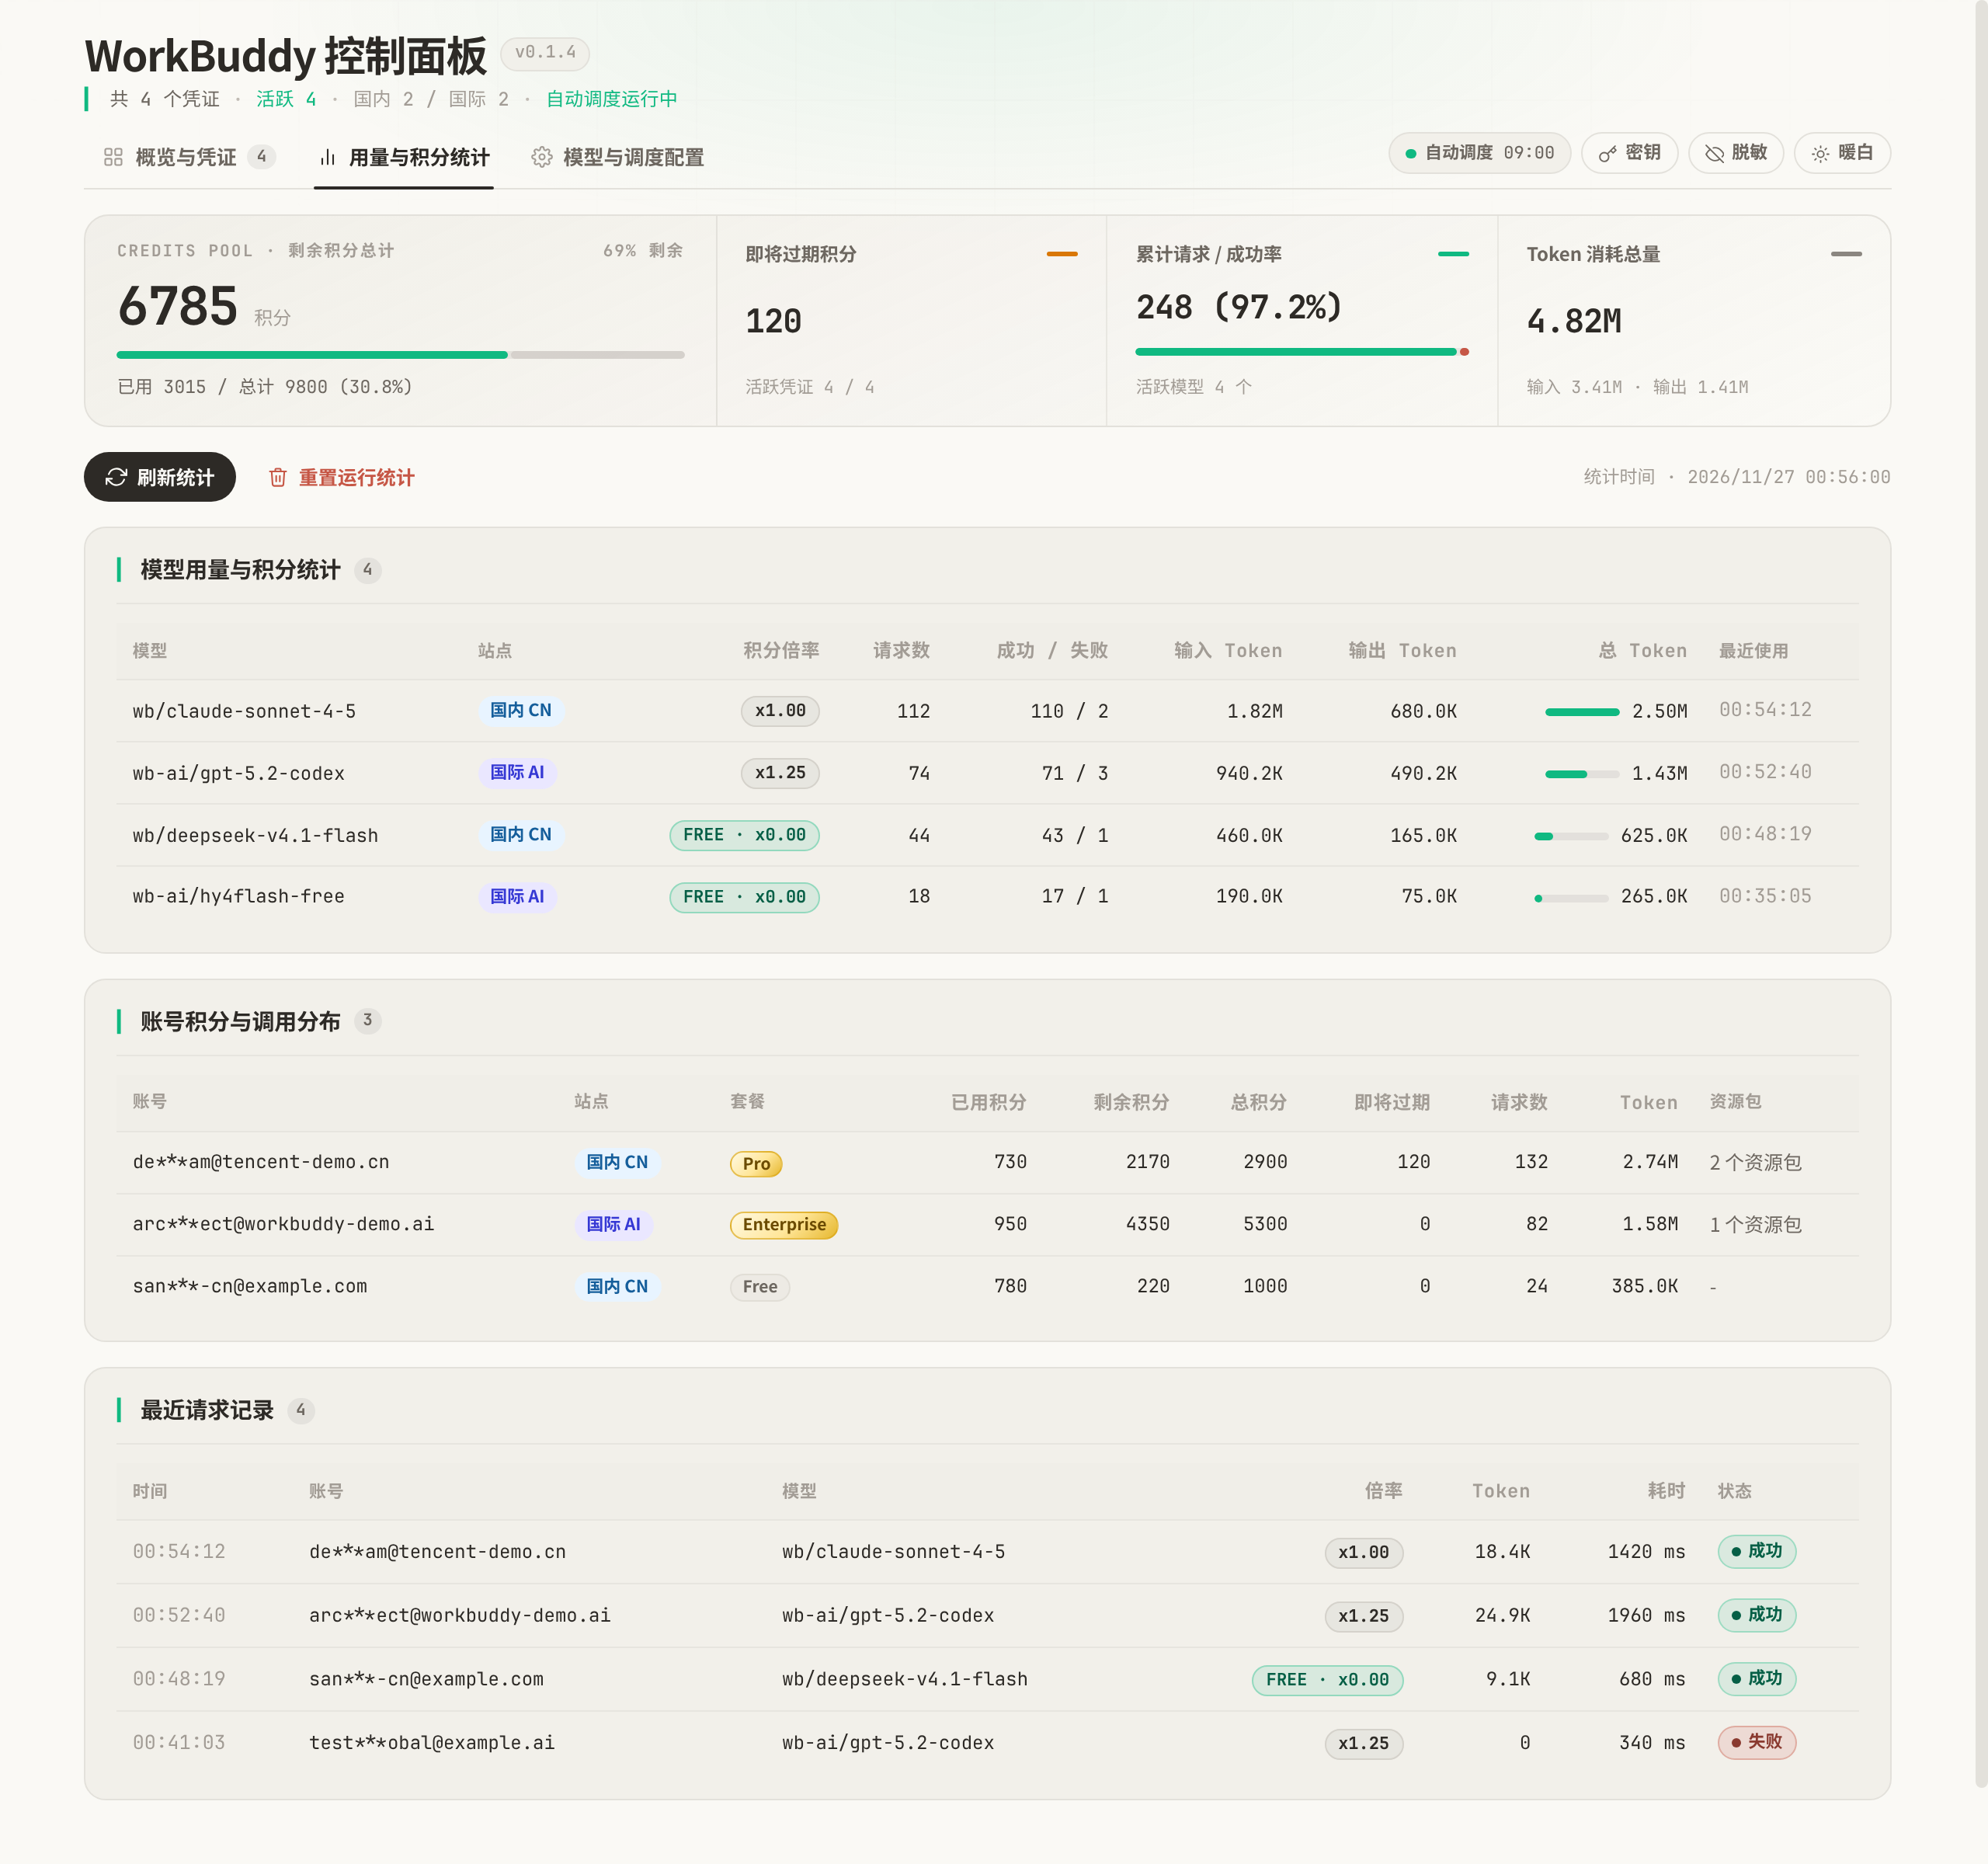 WorkBuddy 控制面板 v0.1.4
共 4 个凭证 · 活跃 4 · 国内 2 / 国际 2 · 自动调度运行中
概览与凭证 4 用量与积分统计 模型与调度配置 自动调度 09:00 密钥 脱敏 暖白
CREDITS POOL · 剩余积分总计 69% 剩余
6785 积分
已用 3015 / 总计 9800 (30.8%)
即将过期积分
120
活跃凭证 4 / 4
累计请求 / 成功率
248 (97.2%)
活跃模型 4 个
Token 消耗总量
4.82M
输入 3.41M · 输出 1.41M
刷新统计 重置运行统计 统计时间 · 2026/11/27 00:56:00
模型用量与积分统计 4
模型 站点 积分倍率 请求数 成功 / 失败 输入 Token 输出 Token 总 Token 最近使用
wb/claude-sonnet-4-5 国内 CN x1.00 112 110 / 2 1.82M 680.0K 2.50M 00:54:12
wb-ai/gpt-5.2-codex 国际 AI x1.25 74 71 / 3 940.2K 490.2K 1.43M 00:52:40
wb/deepseek-v4.1-flash 国内 CN FREE · x0.00 44 43 / 1 460.0K 165.0K 625.0K 00:48:19
wb-ai/hy4flash-free 国际 AI FREE · x0.00 18 17 / 1 190.0K 75.0K 265.0K 00:35:05
账号积分与调用分布 3
账号 站点 套餐 已用积分 剩余积分 总积分 即将过期 请求数 Token 资源包
de***am@tencent-demo.cn 国内 CN Pro 730 2170 2900 120 132 2.74M 2 个资源包
arc***ect@workbuddy-demo.ai 国际 AI Enterprise 950 4350 5300 0 82 1.58M 1 个资源包
san***-cn@example.com 国内 CN Free 780 220 1000 0 24 385.0K -
最近请求记录 4
时间 账号 模型 倍率 Token 耗时 状态
00:54:12 de***am@tencent-demo.cn wb/claude-sonnet-4-5 x1.00 18.4K 1420 ms 成功
00:52:40 arc***ect@workbuddy-demo.ai wb-ai/gpt-5.2-codex x1.25 24.9K 1960 ms 成功
00:48:19 san***-cn@example.com wb/deepseek-v4.1-flash FREE · x0.00 9.1K 680 ms 成功
00:41:03 test***obal@example.ai wb-ai/gpt-5.2-codex x1.25 0 340 ms 失败